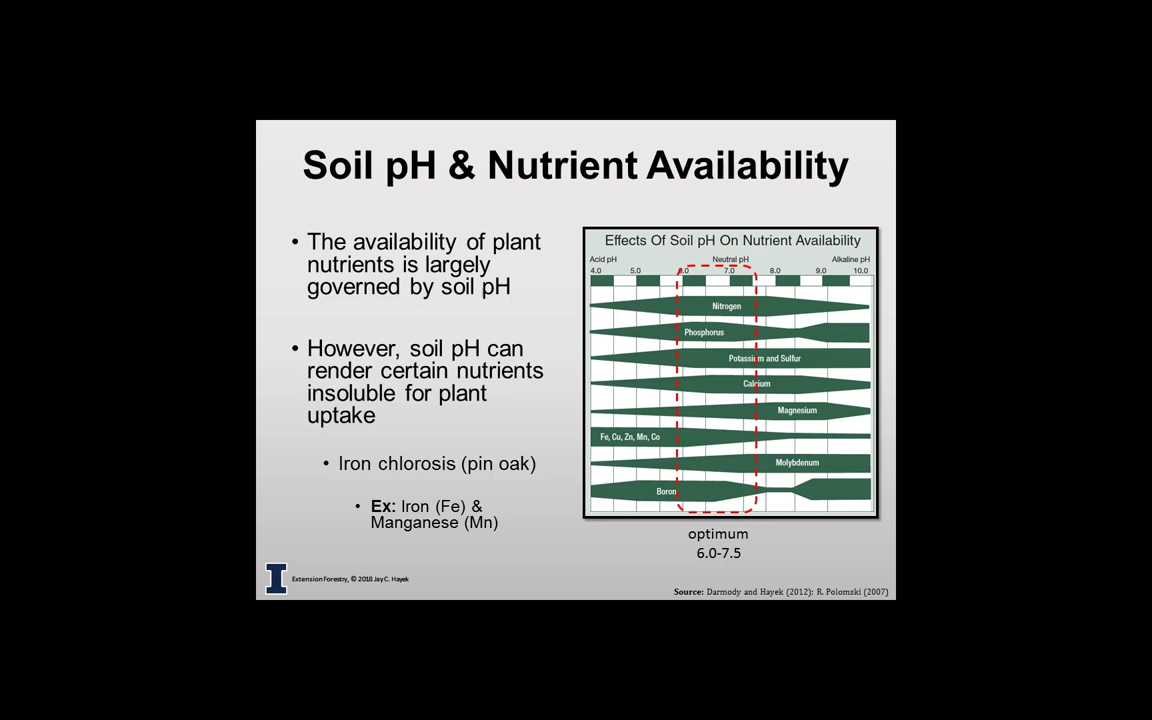 Soil pH & Nutrient Availability
• The availability of plant
nutrients is largely
governed by soil pH
• However, soil pH can
render certain nutrients
insoluble for plant
uptake
• Iron chlorosis (pin oak)
• Ex: Iron (Fe) &
Manganese (Mn)
Effects Of Soil pH On Nutrient Availability
Acid pH Neutral pH Alkaline pH
4.0 5.0 6.0 7.0 8.0 9.0 10.0
Nitrogen
Phosphorus
Potassium and Sulfur
Calcium
Magnesium
Fe, Cu, Zn, Mn, Co
Molybdenum
Boron
optimum
6.0-7.5
I Extension Forestry, © 2018 Jay C. Hayek
Source: Darmody and Hayek (2012); R. Polomski (2007)